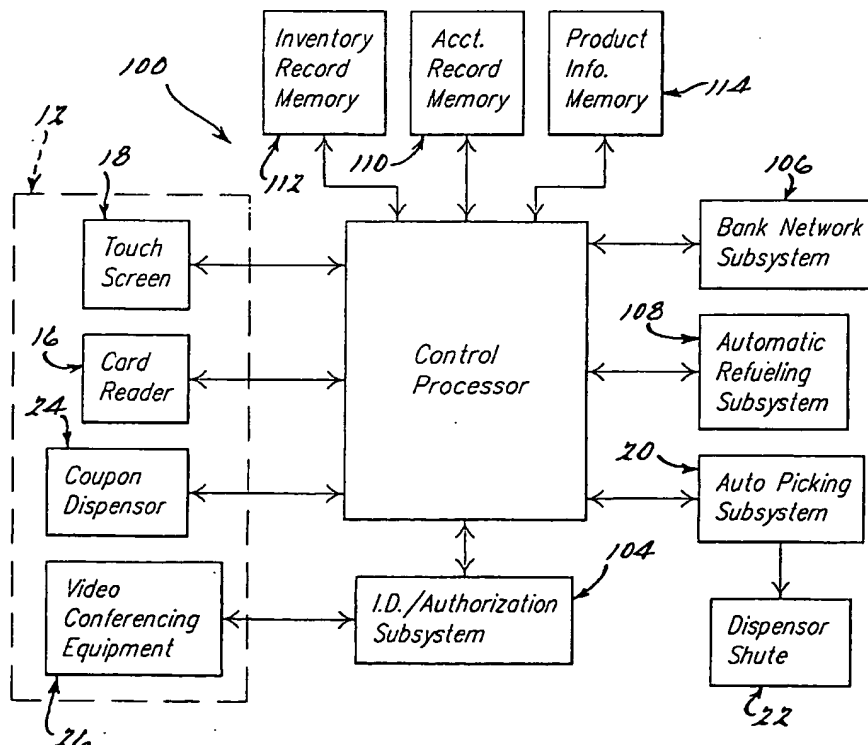 Inventory
Record
Memory
Acct.
Record
Memory
Product
Info.
Memory
100
114
12
112
110
18
106
Touch
Screen
Bank Network
Subsystem
16
108
Card
Reader
Control
Processor
Automatic
Refueling
Subsystem
24
20
Coupon
Dispensor
Auto Picking
Subsystem
104
Video
Conferencing
Equipment
I.D./Authorization
Subsystem
Dispensor
Shute
26
22